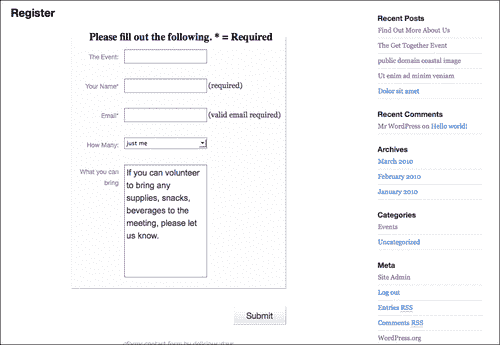 Register
Please fill out the following. * = Required
The Event:
Your Name*
(required)
Email*
(valid email required)
How Many:
just me
What you can
bring
If you can volunteer
to bring any
supplies, snacks,
beverages to the
meeting, please let
us know.
Submit
Recent Posts
Find Out More About Us
The Get Together Event
public domain coastal image
Ut enim ad minim veniam
Dolor sit amet
Recent Comments
Mr WordPress on Hello world!
Archives
March 2010
February 2010
January 2010
Categories
Events
Uncategorized
Meta
Site Admin
Log out
Entries RSS
Comments RSS
WordPress.org